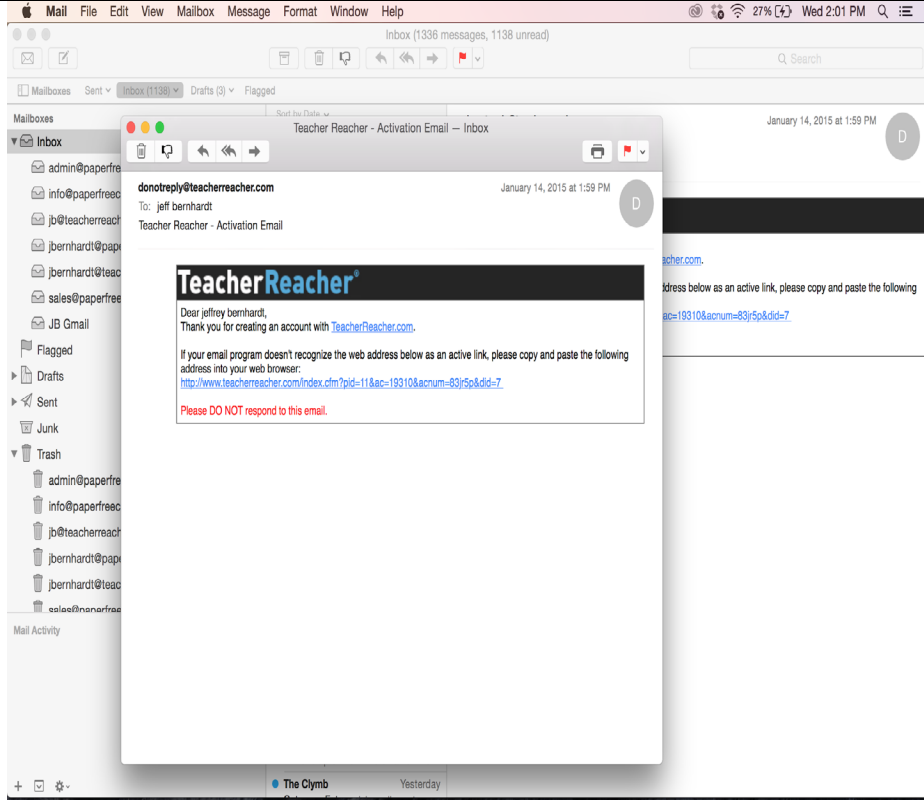 Mail File Edit View Mailbox Message Format Window Help 27% Wed 2:01 PM
Inbox (1336 messages, 1138 unread)
Search
Mailboxes Sent Inbox (1138) Drafts (3) Flagged
Mailboxes
Sort by Date
Inbox
admin@paperfre
info@paperfreec
jb@teacherreach
jbernhardt@pape
jbernhardt@teac
sales@paperfree
JB Gmail
Flagged
Drafts
Sent
Junk
Trash
admin@paperfre
info@paperfreec
jb@teacherreach
jbernhardt@pape
jbernhardt@teac
sales@paperfree
Mail Activity
Teacher Reacher - Activation Email — Inbox
donotreply@teacherreacher.com January 14, 2015 at 1:59 PM
D
To: jeff bernhardt
Teacher Reacher - Activation Email
TeacherReacher®
Dear jeffrey bernhardt,
Thank you for creating an account with TeacherReacher.com.
If your email program doesn't recognize the web address below as an active link, please copy and paste the following
address into your web browser:
http://www.teacherreacher.com/index.cfm?pid=11&ac=19310&acnum=83jr5p&did=7
Please DO NOT respond to this email.
January 14, 2015 at 1:59 PM
D
acher.com.
ddress below as an active link, please copy and paste the following
ac=19310&acnum=83jr5p&did=7
The Clymb Yesterday